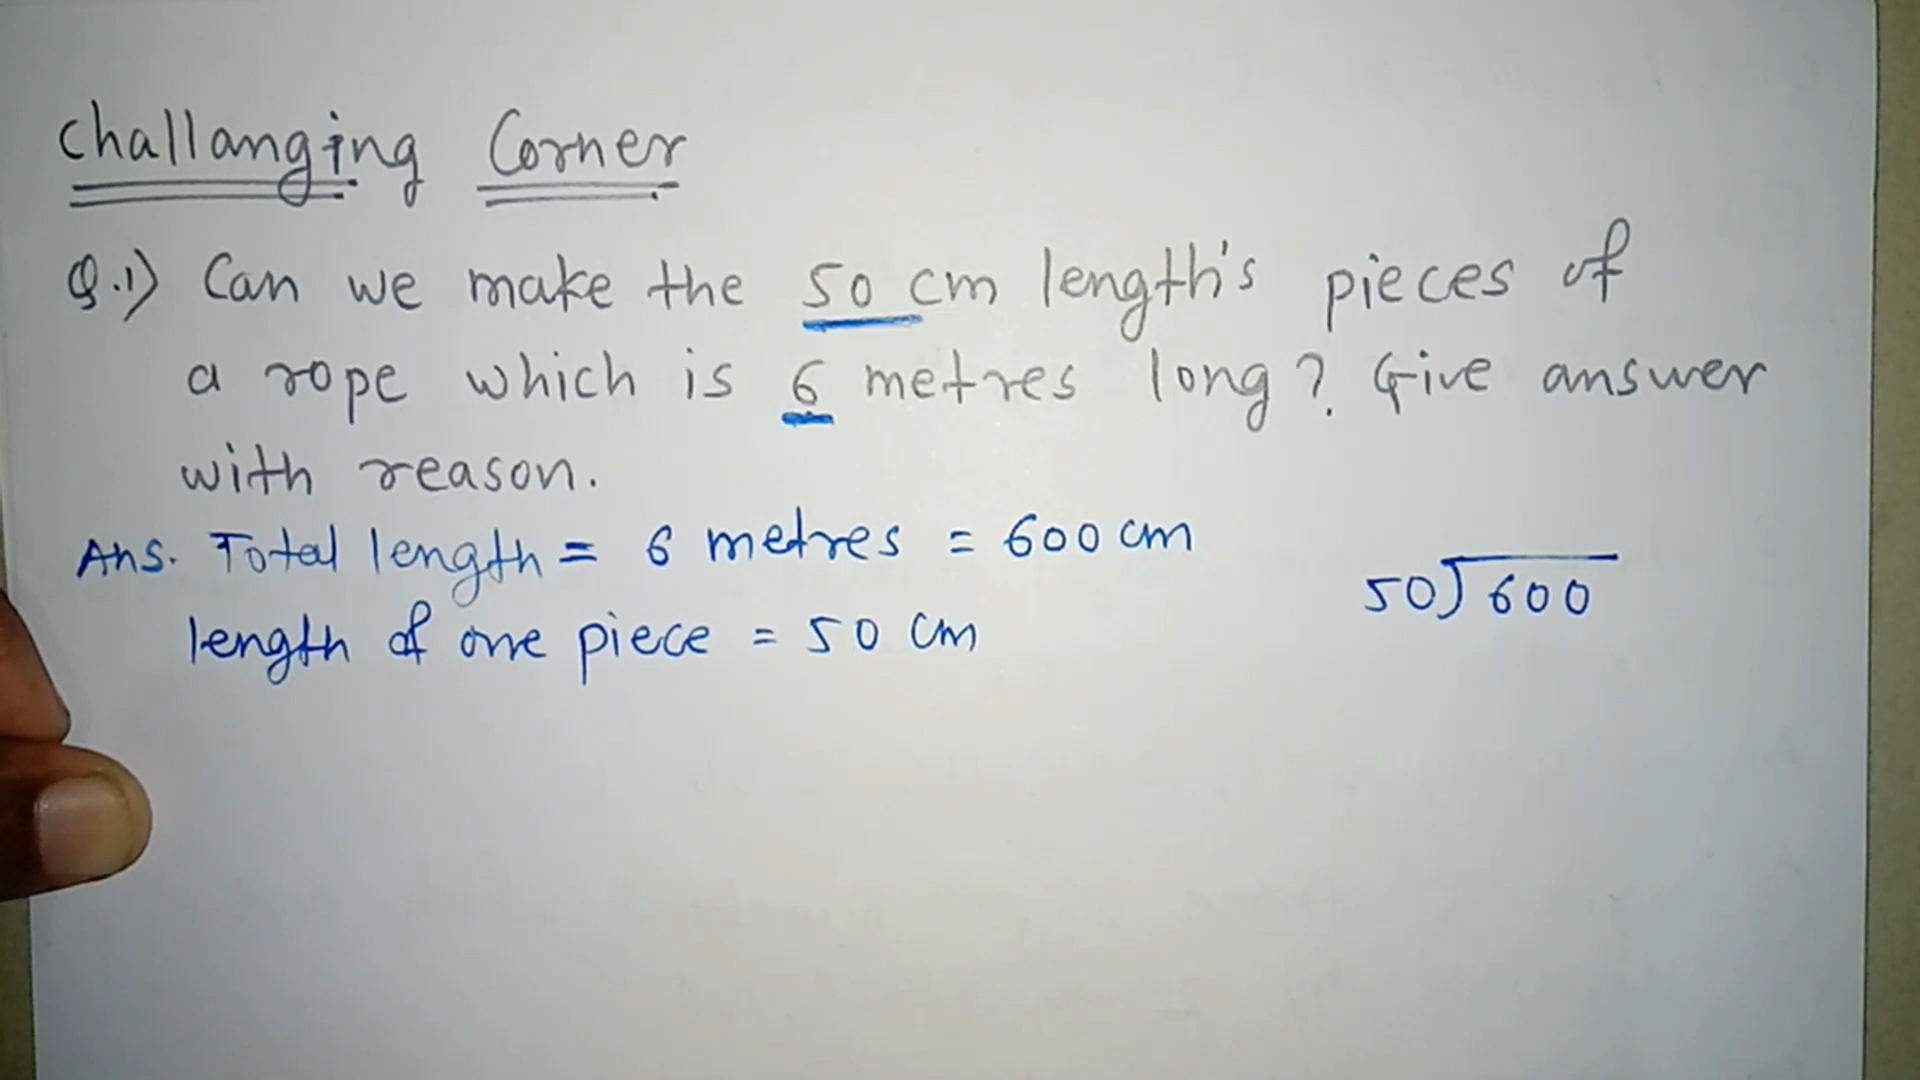 Challanging Corner
Q.1) Can we make the 50 cm length's pieces of
a rope which is 6 metres long? Give answer
with reason.
Ans. Total length = 6 metres = 600 cm
length of one piece = 50 cm
50)600